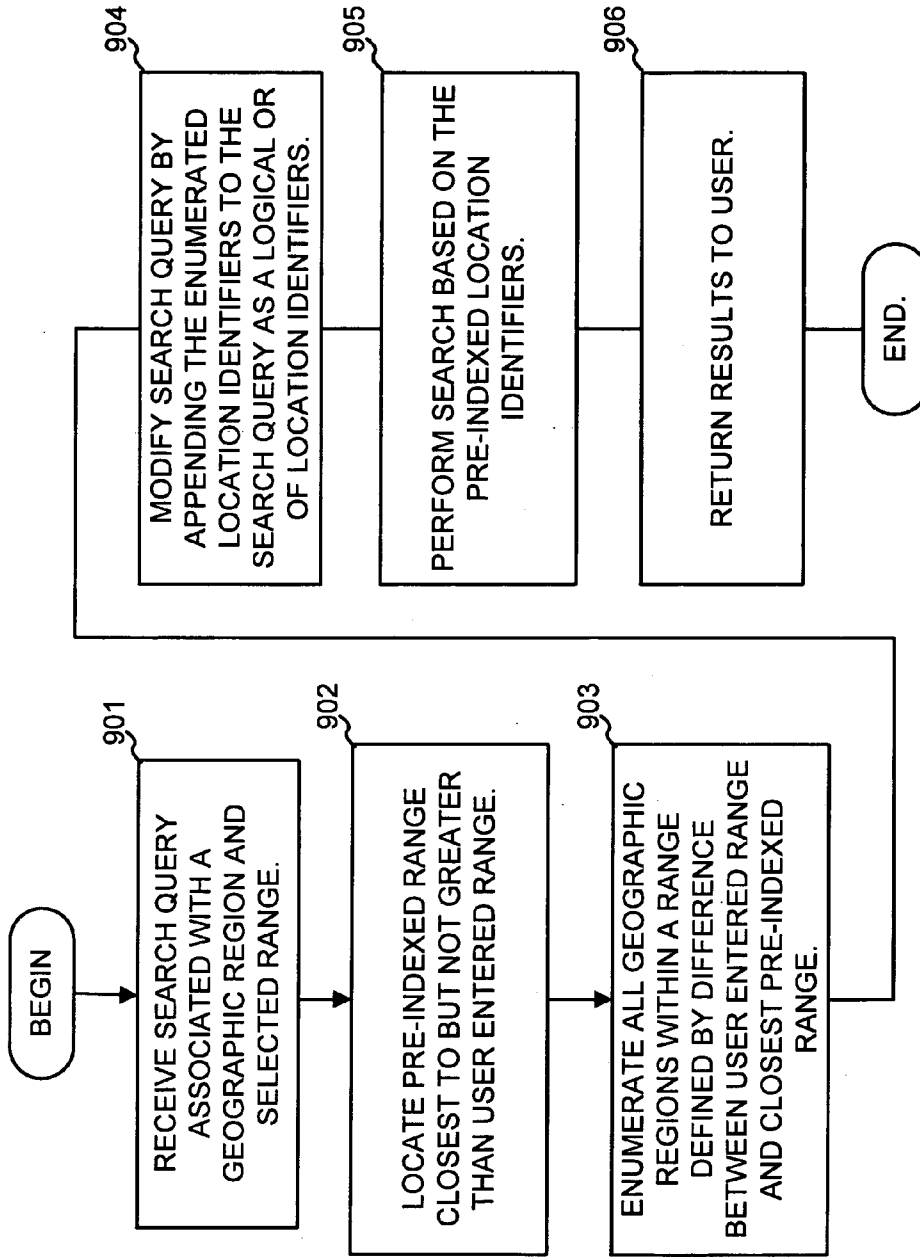 BEGIN
901
RECEIVE SEARCH QUERY
ASSOCIATED WITH A
GEOGRAPHIC REGION AND
SELECTED RANGE.
902
LOCATE PRE-INDEXED RANGE
CLOSEST TO BUT NOT GREATER
THAN USER ENTERED RANGE.
903
ENUMERATE ALL GEOGRAPHIC
REGIONS WITHIN A RANGE
DEFINED BY DIFFERENCE
BETWEEN USER ENTERED RANGE
AND CLOSEST PRE-INDEXED
RANGE.
904
MODIFY SEARCH QUERY BY
APPENDING THE ENUMERATED
LOCATION IDENTIFIERS TO THE
SEARCH QUERY AS A LOGICAL OR
OF LOCATION IDENTIFIERS.
905
PERFORM SEARCH BASED ON THE
PRE-INDEXED LOCATION
IDENTIFIERS.
906
RETURN RESULTS TO USER.
END.